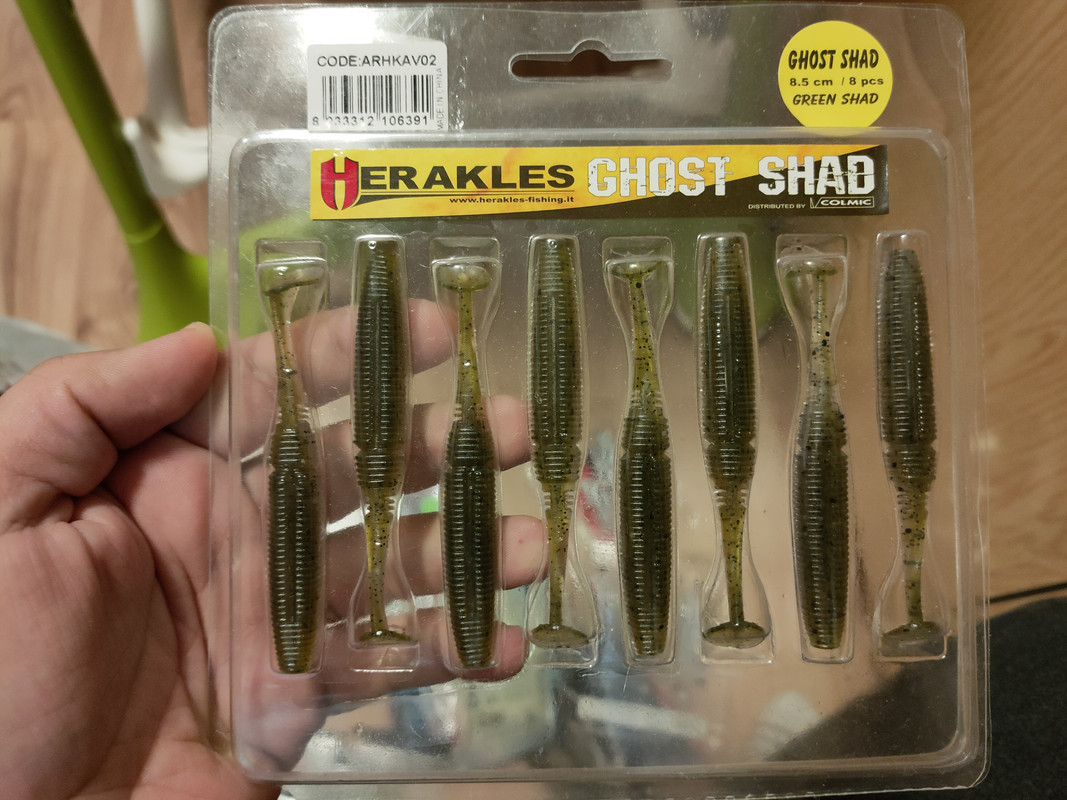 CODE:ARHKAV02
MADE IN CHINA
8 033312 106391
GHOST SHAD
8.5 cm / 8 pcs
GREEN SHAD
HERAKLES GHOST SHAD
www.herakles-fishing.it
DISTRIBUTED BY COLMIC